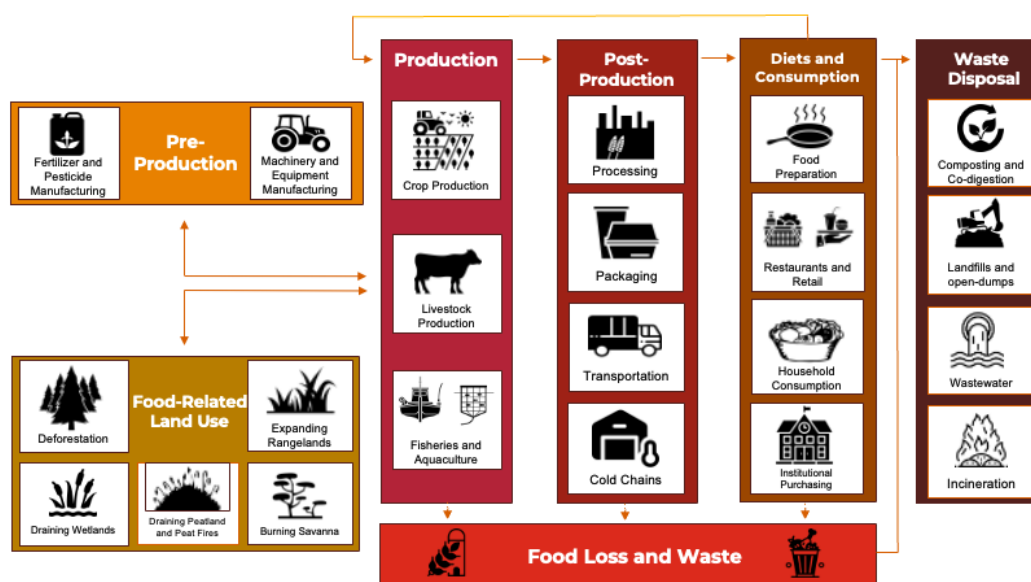 Pre-
Production
Fertilizer and
Pesticide
Manufacturing
Machinery and
Equipment
Manufacturing
Food-Related
Land Use
Deforestation
Expanding
Rangelands
Draining Wetlands
Draining Peatland
and Peat Fires
Burning Savanna
Production
Crop Production
Livestock
Production
Fisheries and
Aquaculture
Post-
Production
Processing
Packaging
Transportation
Cold Chains
Diets and
Consumption
Food
Preparation
Restaurants and
Retail
Household
Consumption
Institutional
Purchasing
Waste
Disposal
Composting and
Co-digestion
Landfills and
open-dumps
Wastewater
Incineration
Food Loss and Waste